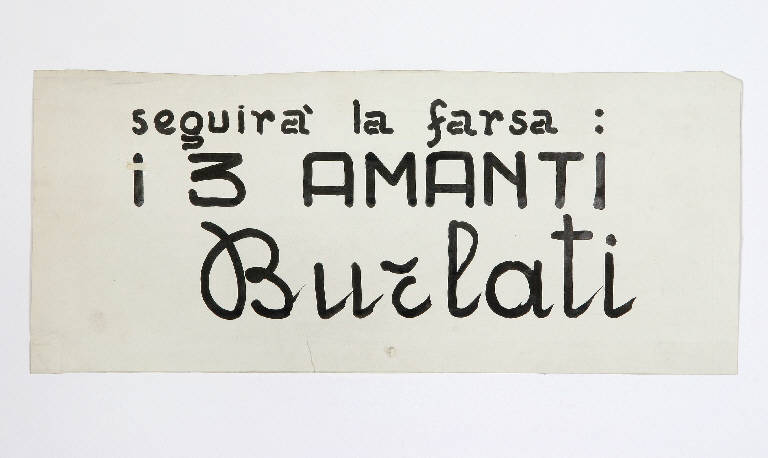 seguirà la farsa :
i 3 AMANTI
Burlati